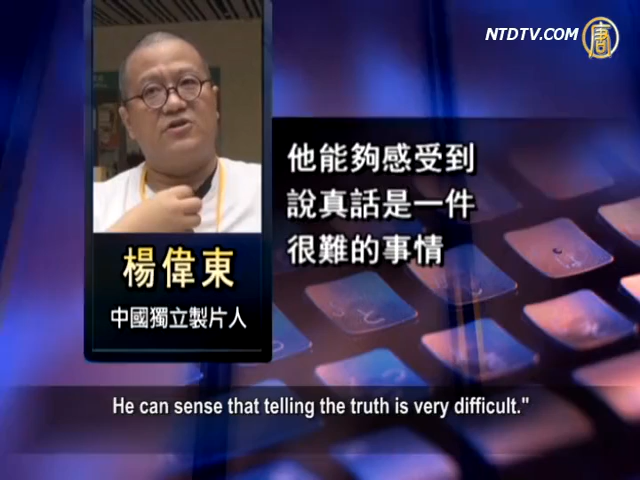 NTDTV.COM
唐
他能夠感受到
說真話是一件
很難的事情
楊偉東
中國獨立製片人
He can sense that telling the truth is very difficult."